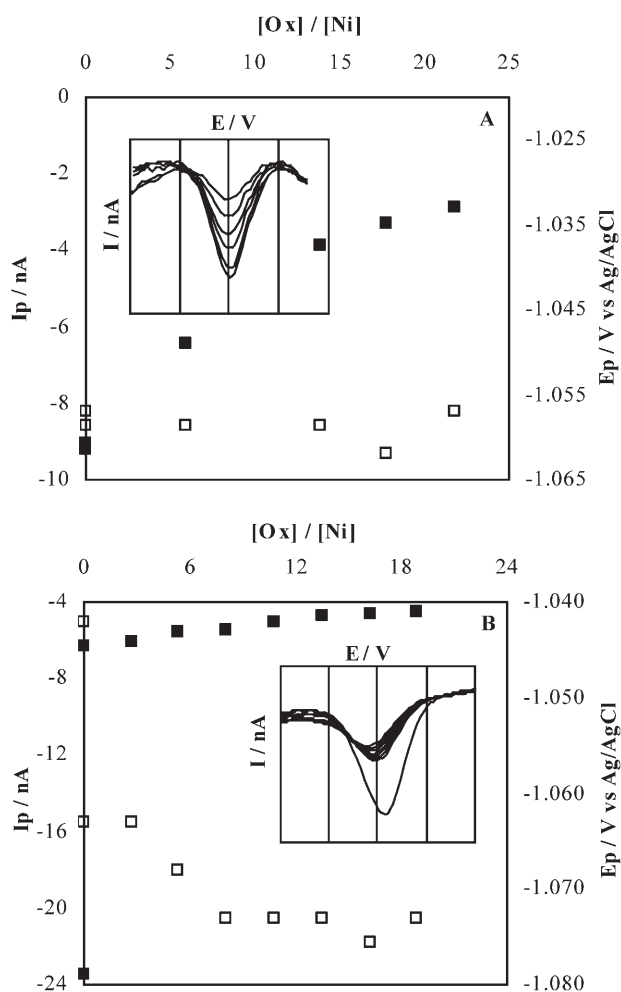 [Ox] / [Ni]
0 5 10 15 20 25
A
E / V
I / nA
0
-2
-4
-6
-8
-10
Ip / nA
-1.025
-1.035
-1.045
-1.055
-1.065
Ep / V vs Ag/AgCl
[Ox] / [Ni]
0 6 12 18 24
B
E / V
I / nA
-4
-8
-12
-16
-20
-24
Ip / nA
-1.040
-1.050
-1.060
-1.070
-1.080
Ep / V vs Ag/AgCl